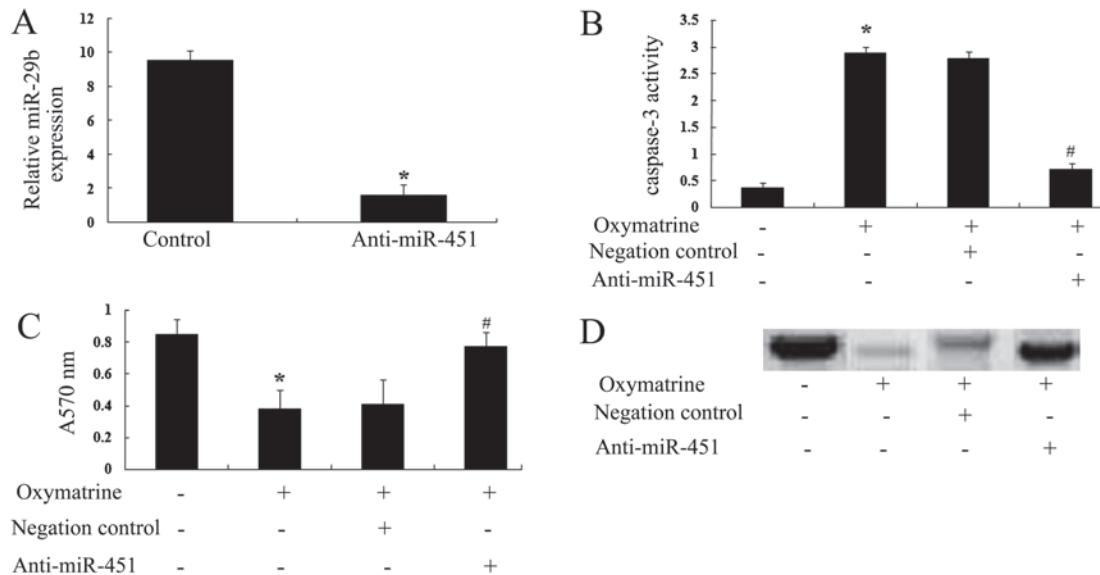 A
Relative miR-29b
expression
12
10
8
6
4
2
0
*
Control Anti-miR-451
B
caspase-3 activity
3.5
3
2.5
2
1.5
1
0.5
0
*
#
Oxymatrine - + + +
Negation control - - + -
Anti-miR-451 - - - +
C
A570 nm
1
0.8
0.6
0.4
0.2
0
*
#
Oxymatrine - + + +
Negation control - - + -
Anti-miR-451 - - - +
D
Oxymatrine - + + +
Negation control - - + -
Anti-miR-451 - - - +